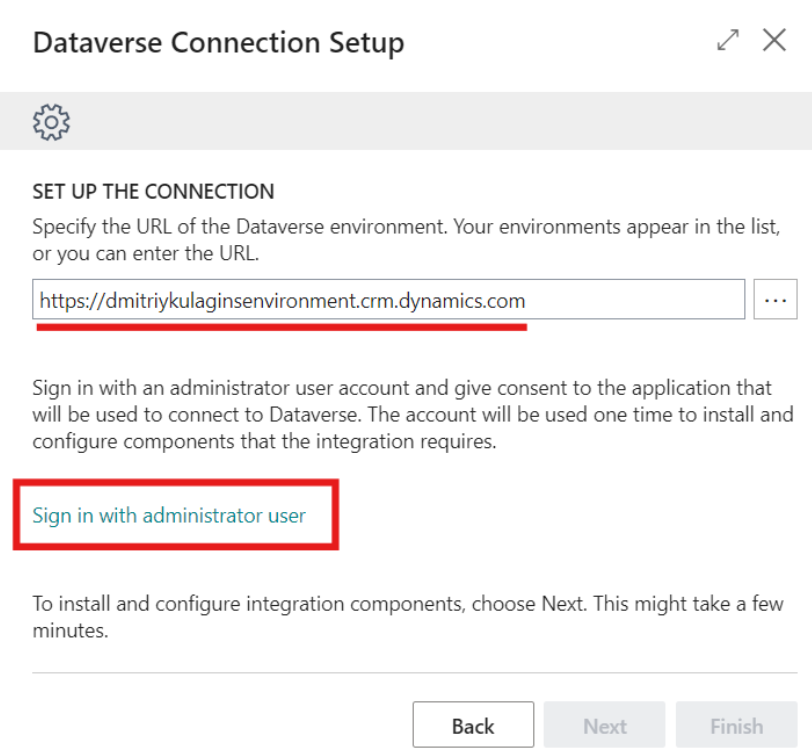 Dataverse Connection Setup
SET UP THE CONNECTION
Specify the URL of the Dataverse environment. Your environments appear in the list,
or you can enter the URL.
https://dmitriykulaginsenvironment.crm.dynamics.com
...
Sign in with an administrator user account and give consent to the application that
will be used to connect to Dataverse. The account will be used one time to install and
configure components that the integration requires.
Sign in with administrator user
To install and configure integration components, choose Next. This might take a few
minutes.
Back Next Finish